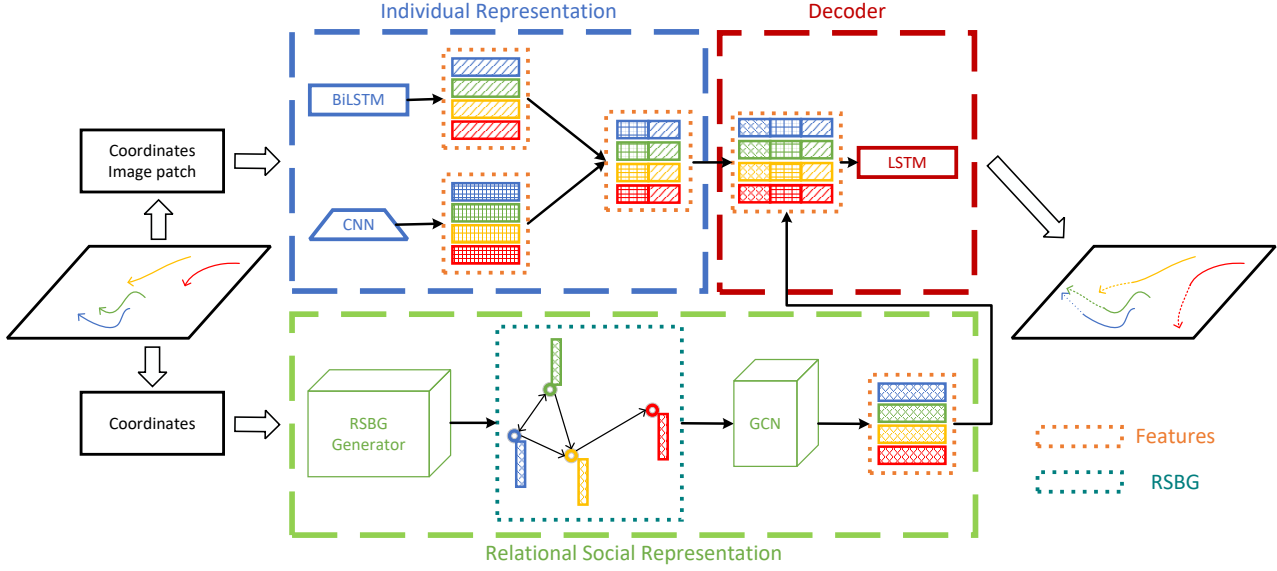 Individual Representation
Decoder
BiLSTM
Coordinates
Image patch
LSTM
CNN
Coordinates
RSBG
Generator
GCN
Features
RSBG
Relational Social Representation